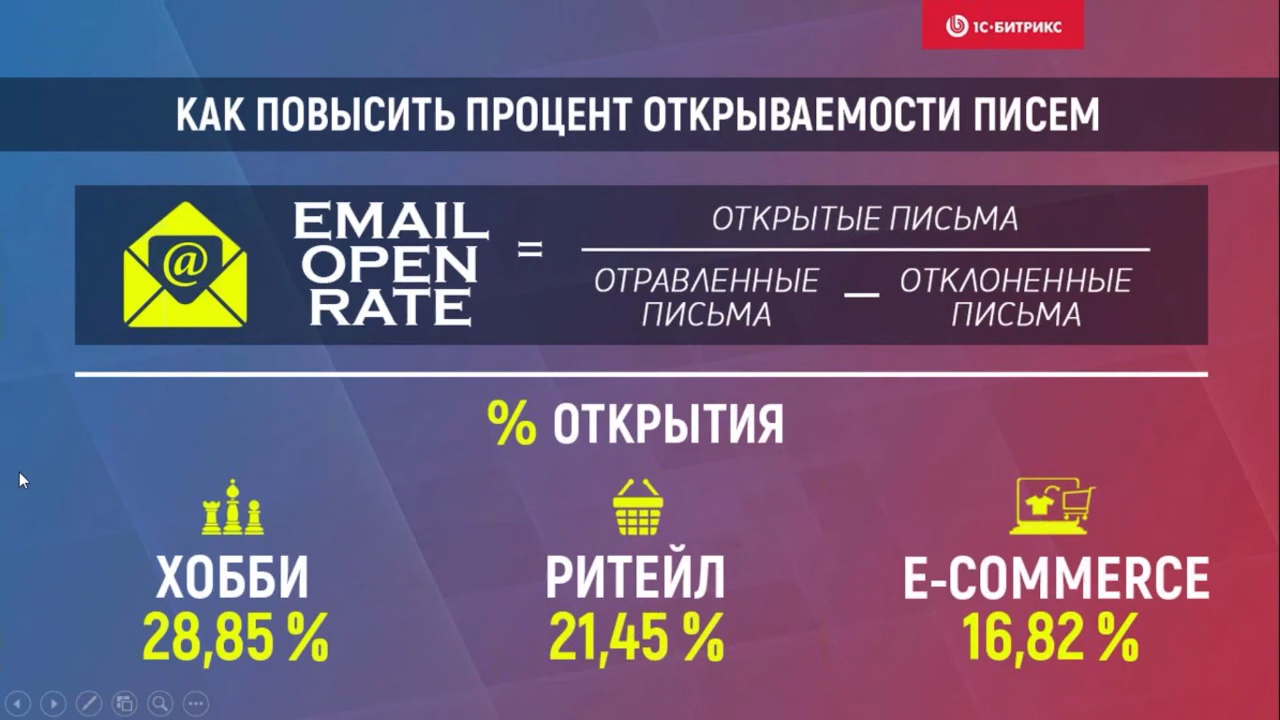 1С·БИТРИКС
КАК ПОВЫСИТЬ ПРОЦЕНТ ОТКРЫВАЕМОСТИ ПИСЕМ
@
EMAIL
OPEN
RATE
=
ОТКРЫТЫЕ ПИСЬМА
ОТРАВЛЕННЫЕ
ПИСЬМА
—
ОТКЛОНЕННЫЕ
ПИСЬМА
% ОТКРЫТИЯ
ХОББИ
28,85 %
РИТЕЙЛ
21,45 %
E-COMMERCE
16,82 %